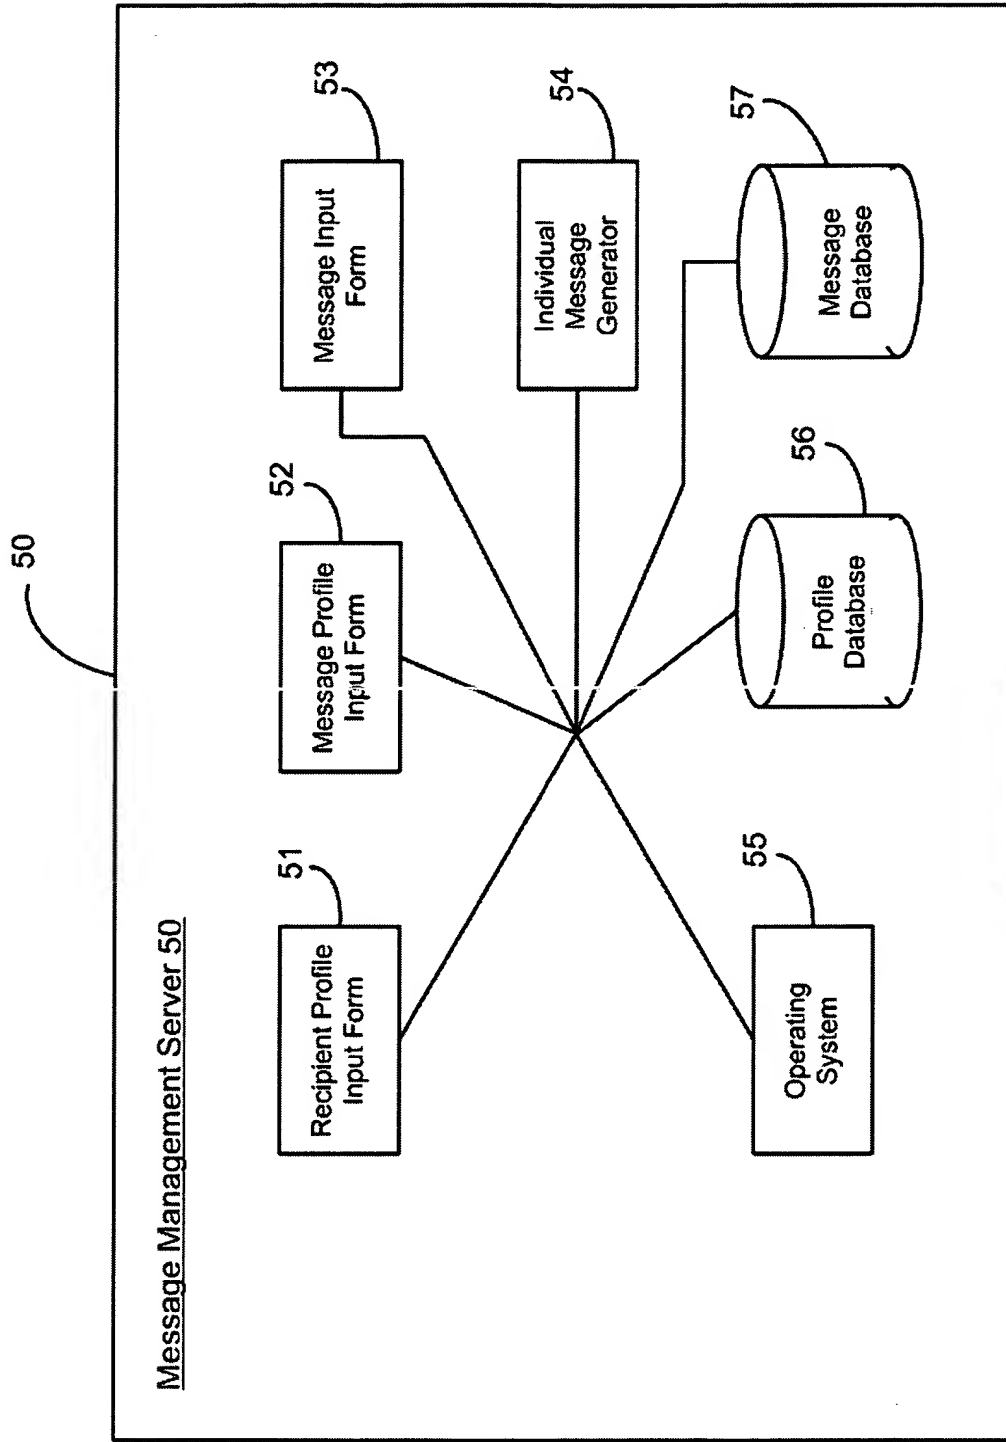 50
Message Management Server 50
51
Recipient Profile
Input Form
52
Message Profile
Input Form
53
Message Input
Form
54
Individual
Message
Generator
55
Operating
System
56
Profile
Database
57
Message
Database